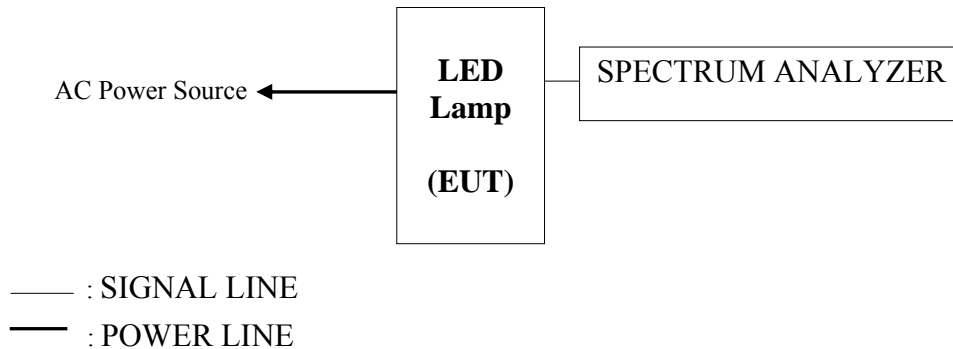 AC Power Source
LED
Lamp
(EUT)
SPECTRUM ANALYZER
: SIGNAL LINE
: POWER LINE